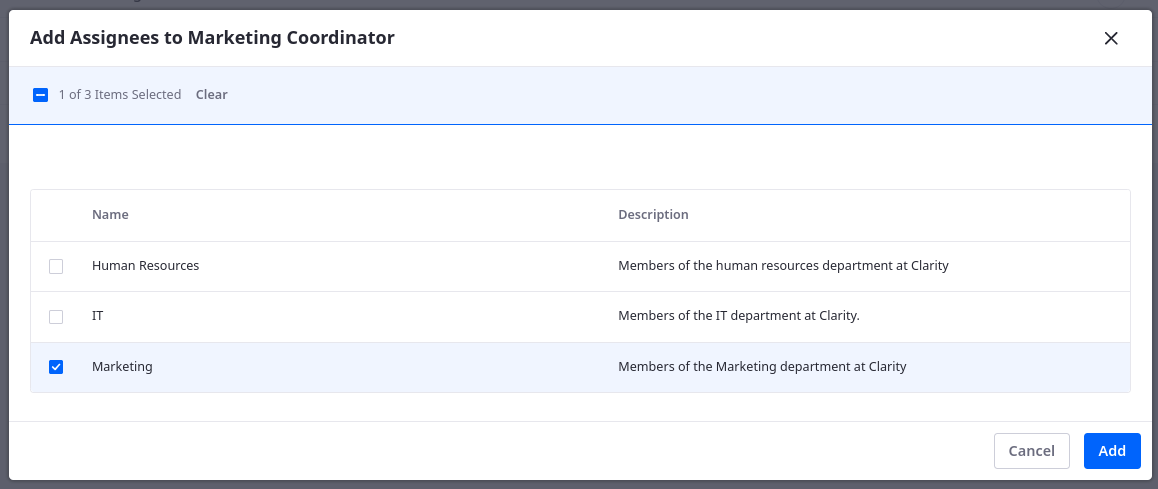 Add Assignees to Marketing Coordinator
1 of 3 Items Selected Clear
Name Description
Human Resources Members of the human resources department at Clarity
IT Members of the IT department at Clarity.
Marketing Members of the Marketing department at Clarity
Cancel Add